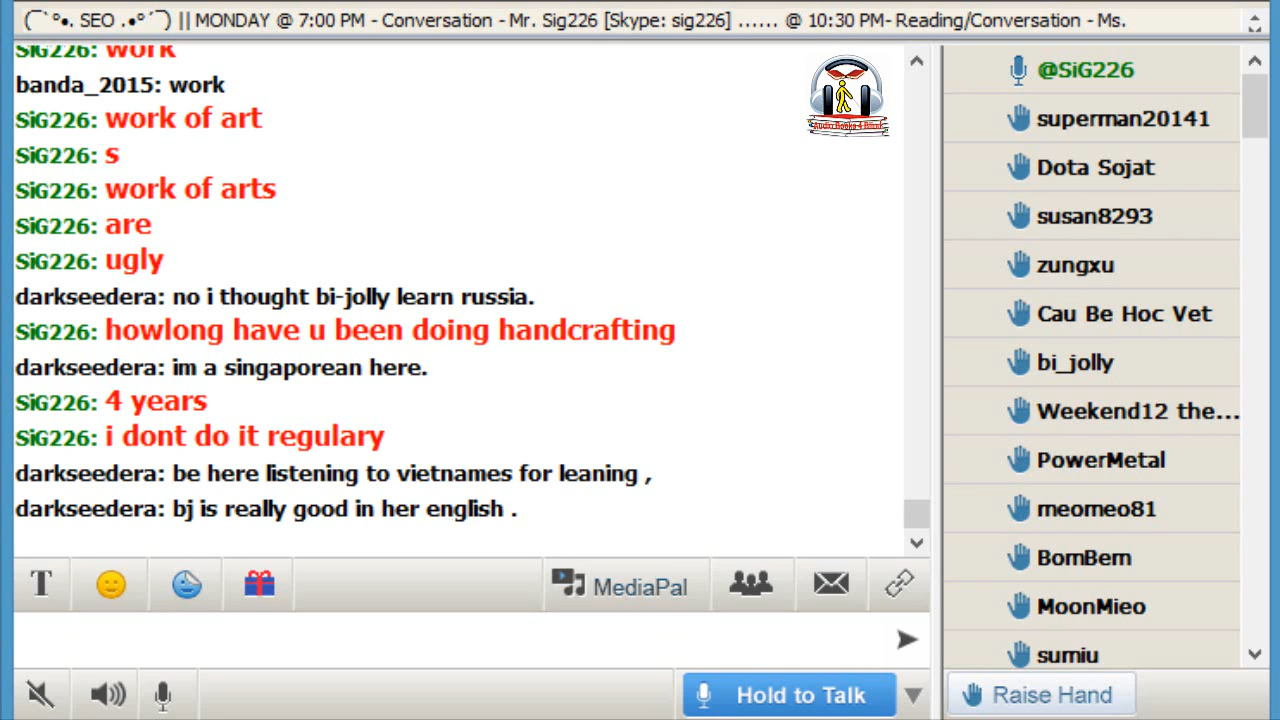 (¯`º•. SEO .•º´¯) || MONDAY @ 7:00 PM - Conversation - Mr. Sig226 [Skype: sig226] ...... @ 10:30 PM- Reading/Conversation - Ms.
SiG226: work
banda_2015: work
SiG226: work of art
SiG226: s
SiG226: work of arts
SiG226: are
SiG226: ugly
darkseedera: no i thought bi-jolly learn russia.
SiG226: howlong have u been doing handcrafting
darkseedera: im a singaporean here.
SiG226: 4 years
SiG226: i dont do it regulary
darkseedera: be here listening to vietnames for leaning ,
darkseedera: bj is really good in her english .
Audio Books 4 Blind
T
MediaPal
Hold to Talk
@SiG226
superman20141
Dota Sojat
susan8293
zungxu
Cau Be Hoc Vet
bi_jolly
Weekend12 the...
PowerMetal
meomeo81
BornBern
MoonMieo
sumiu
Raise Hand